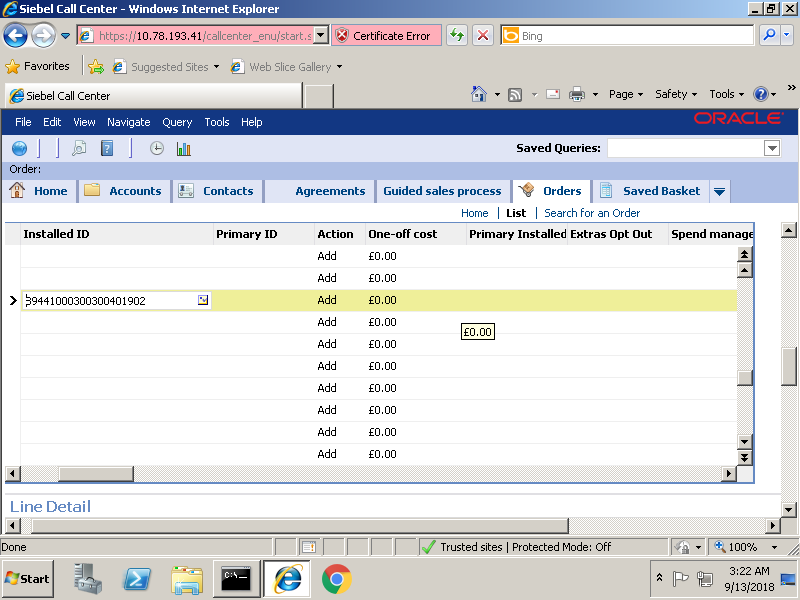 Siebel Call Center - Windows Internet Explorer
https://10.78.193.41/callcenter_enu/start.s
Certificate Error
Bing
Favorites
Suggested Sites
Web Slice Gallery
Siebel Call Center
Page
Safety
Tools
File Edit View Navigate Query Tools Help
ORACLE
Saved Queries:
Order:
Home Accounts Contacts Agreements Guided sales process Orders Saved Basket
Home | List | Search for an Order
Installed ID Primary ID Action One-off cost Primary Installed Extras Opt Out Spend manage
Add £0.00
Add £0.00
39441000300300401902 Add £0.00
Add £0.00
£0.00
Add £0.00
Add £0.00
Add £0.00
Add £0.00
Add £0.00
Add £0.00
Line Detail
Done
Trusted sites | Protected Mode: Off
100%
Start
C:\
3:22 AM
9/13/2018